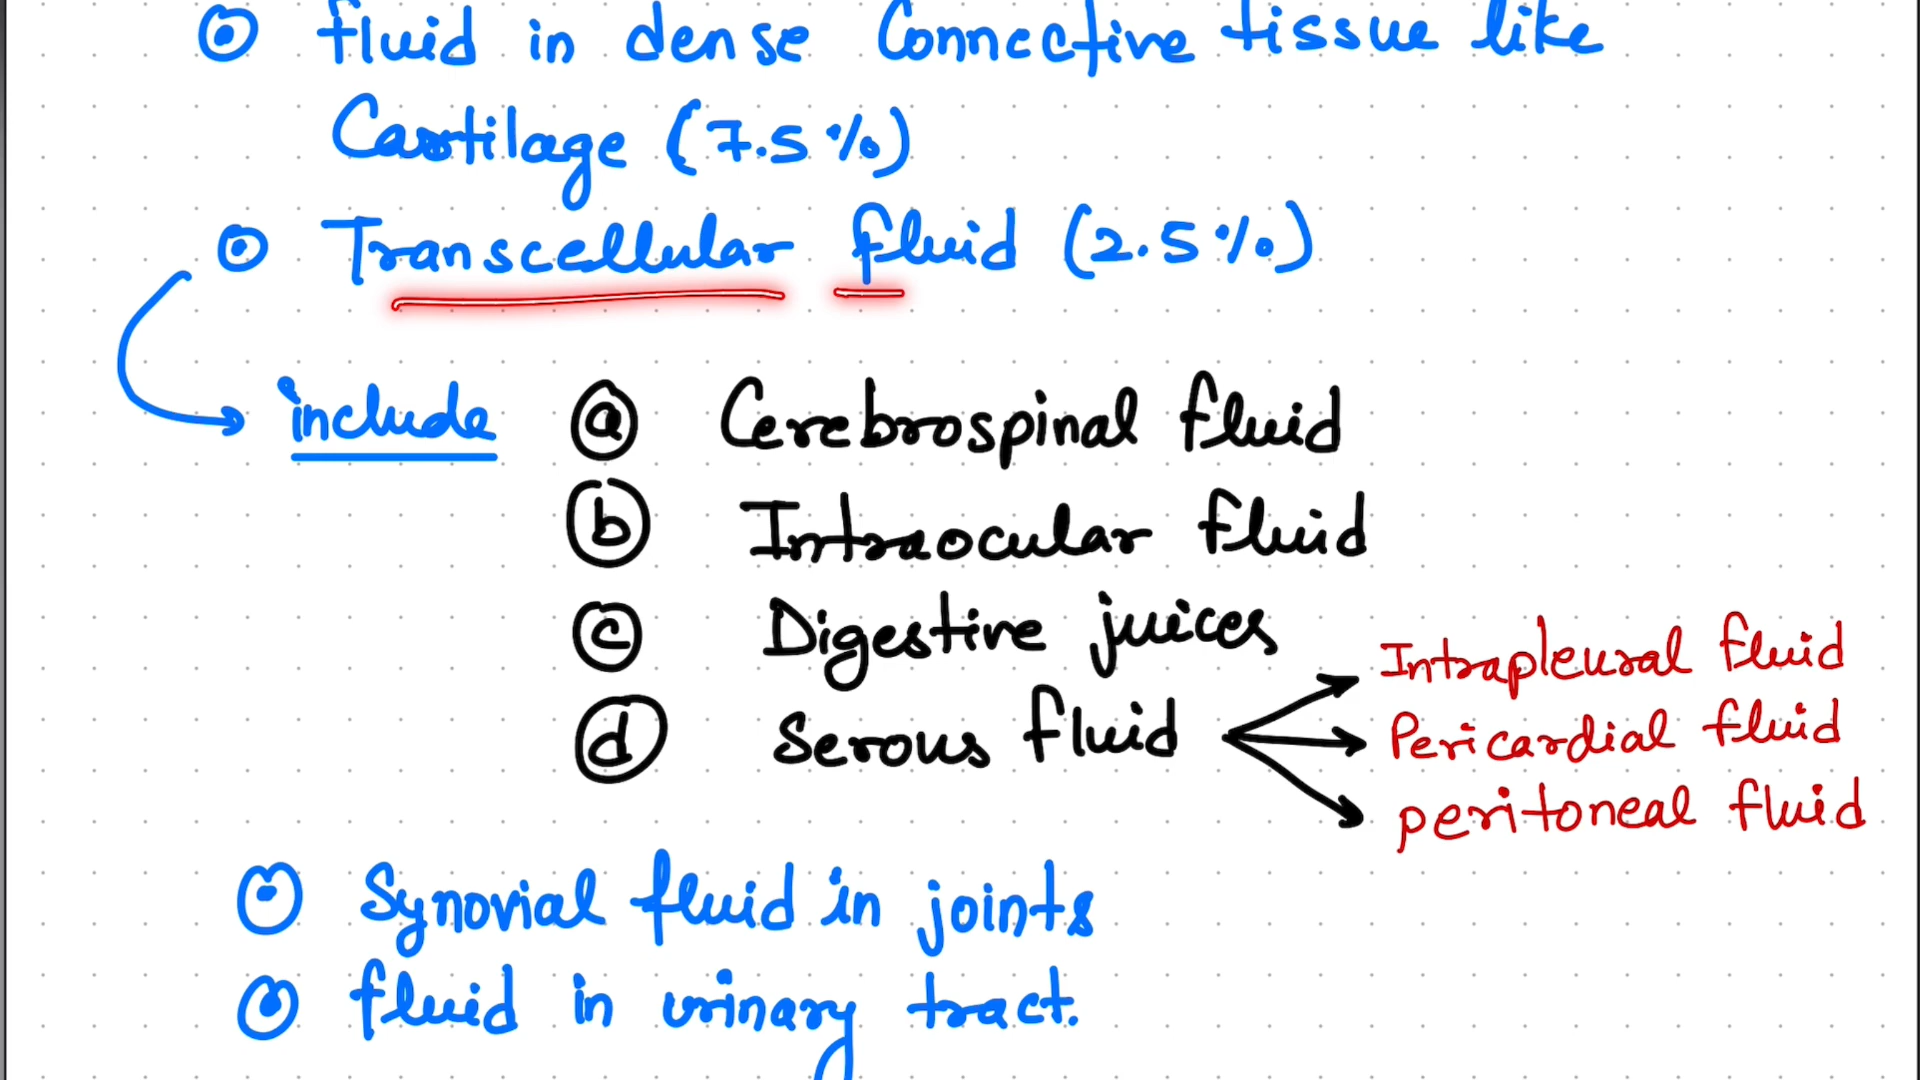 ⊙ fluid in dense Connective tissue like
Cartilage (7.5%)
⊙ Transcellular fluid (2.5%)
include ⓐ Cerebrospinal fluid
ⓑ Intraocular fluid
ⓒ Digestive juices
ⓓ Serous fluid
Intrapleural fluid
Pericardial fluid
peritoneal fluid
⊙ Synovial fluid in joints
⊙ fluid in urinary tract.